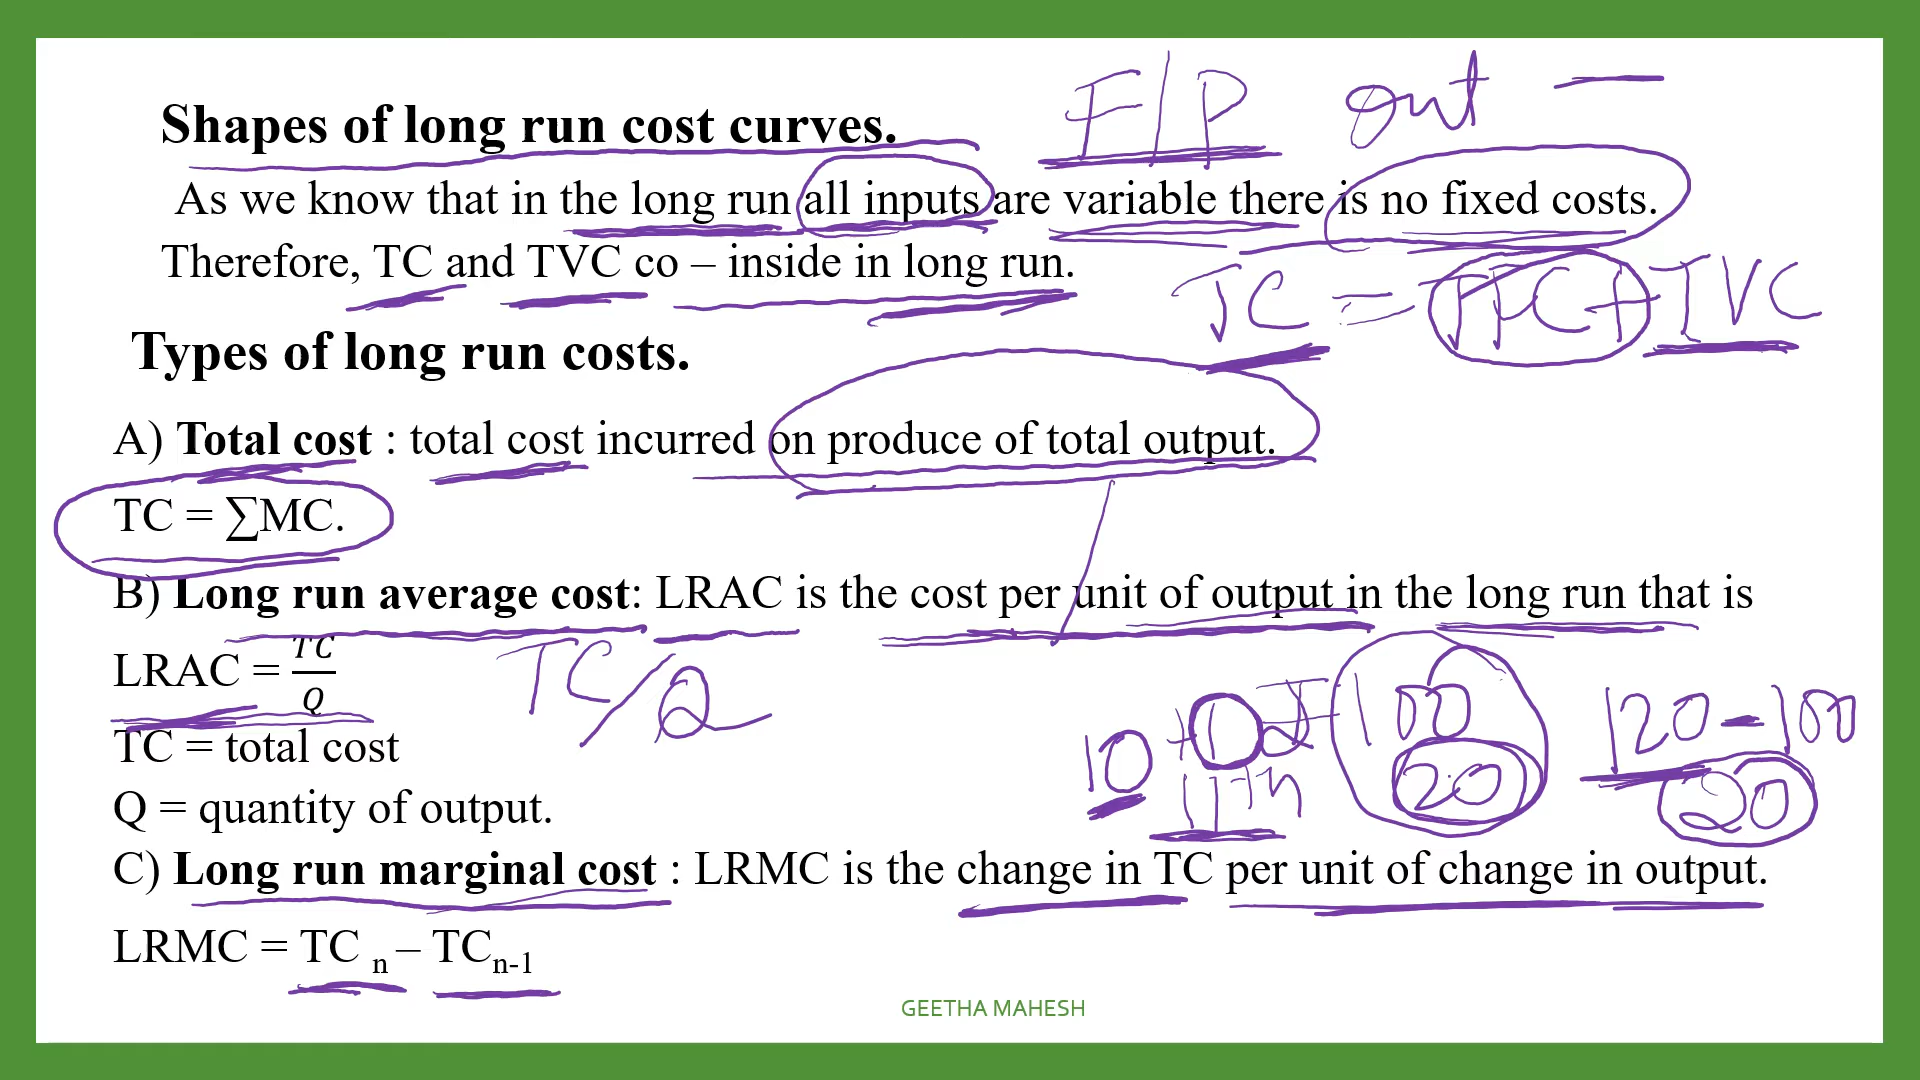 F/P out —
Shapes of long run cost curves.
As we know that in the long run all inputs are variable there is no fixed costs.
Therefore, TC and TVC co – inside in long run.
TC = TFC + TVC
Types of long run costs.
A) Total cost : total cost incurred on produce of total output.
TC = ∑MC.
B) Long run average cost: LRAC is the cost per unit of output in the long run that is
LRAC = TC/Q
TC/Q
10 + 100
120 - 100
11th 20
20
TC = total cost
Q = quantity of output.
C) Long run marginal cost : LRMC is the change in TC per unit of change in output.
LRMC = TC n – TCn-1
GEETHA MAHESH